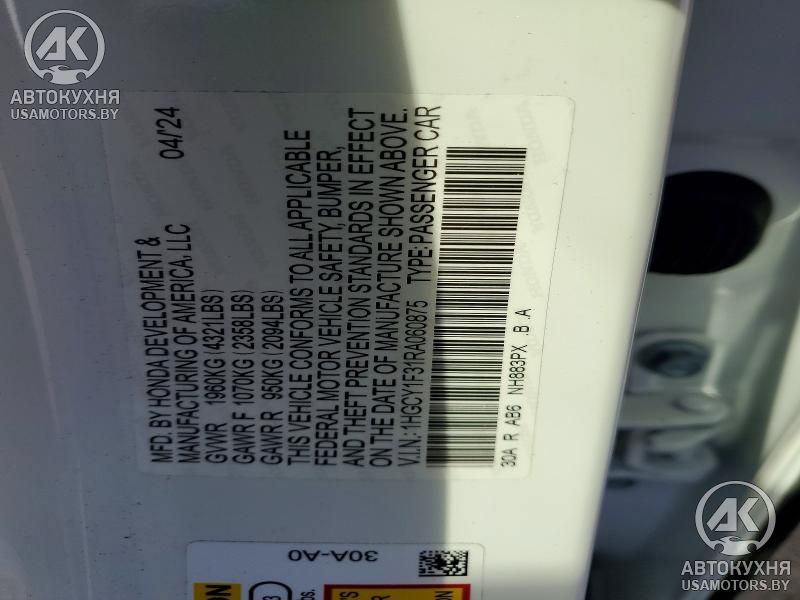 AK
АВТОКУХНЯ
USAMOTORS.BY
MFD. BY HONDA DEVELOPMENT & 04/'24
MANUFACTURING OF AMERICA, LLC
GVWR 1960KG (4321LBS)
GAWR F 1070KG (2358LBS)
GAWR R 950KG (2094LBS)
THIS VEHICLE CONFORMS TO ALL APPLICABLE
FEDERAL MOTOR VEHICLE SAFETY, BUMPER,
AND THEFT PREVENTION STANDARDS IN EFFECT
ON THE DATE OF MANUFACTURE SHOWN ABOVE.
V.I.N.: 1HGCY1F31RA060875 TYPE: PASSENGER CAR
30A R AB6 NH883PX .B .A
30A-A0
AK
АВТОКУХНЯ
USAMOTORS.BY